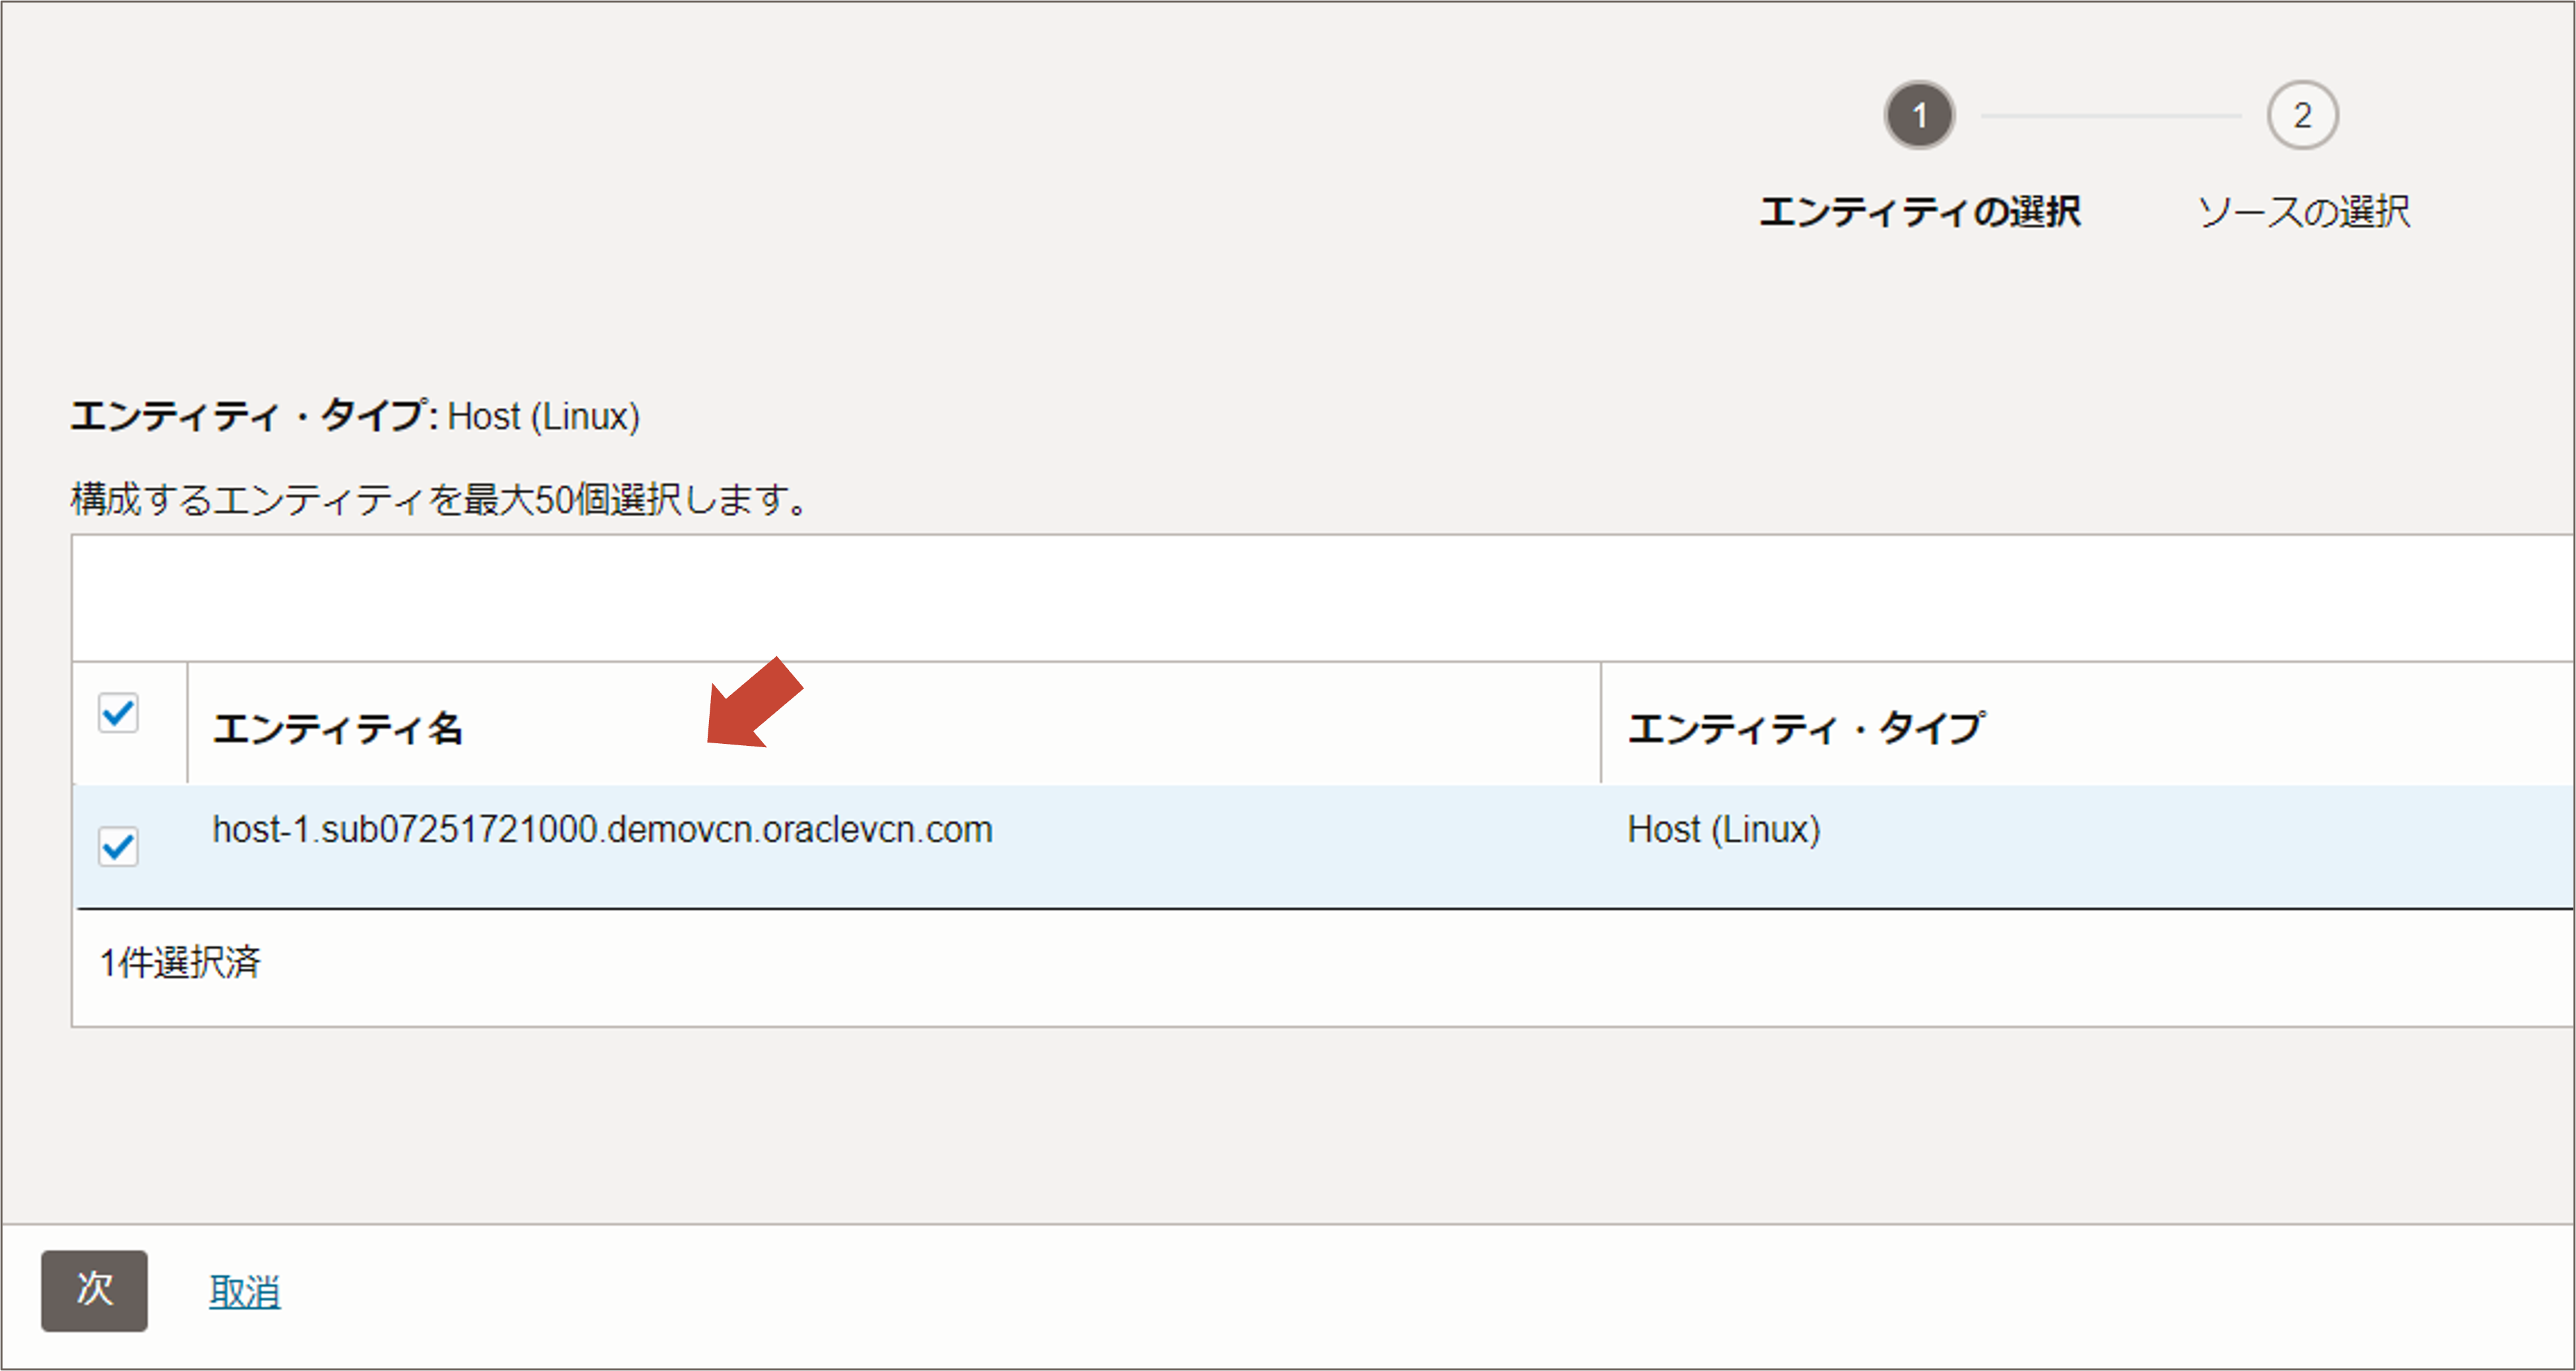 1
2
エンティティの選択
ソースの選択
エンティティ・タイプ: Host (Linux)
構成するエンティティを最大50個選択します。
エンティティ名
エンティティ・タイプ
host-1.sub07251721000.demovcn.oraclevcn.com
Host (Linux)
1件選択済
次
取消